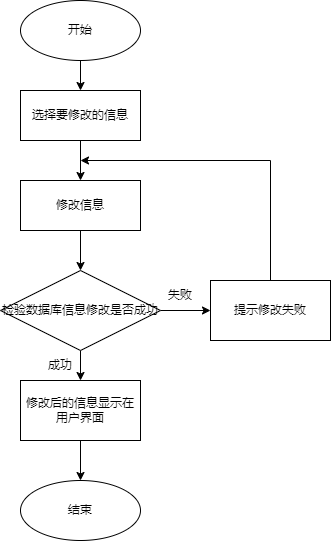 开始
选择要修改的信息
修改信息
检验数据库信息修改是否成功
失败
提示修改失败
成功
修改后的信息显示在
用户界面
结束